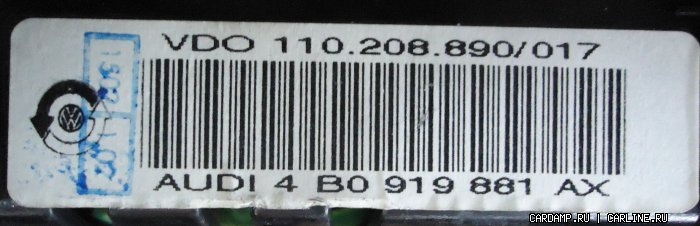 VDO 110.208.890/017
AUDI 4 B0 919 881 AX
CARDAMP.RU | CARLINE.RU